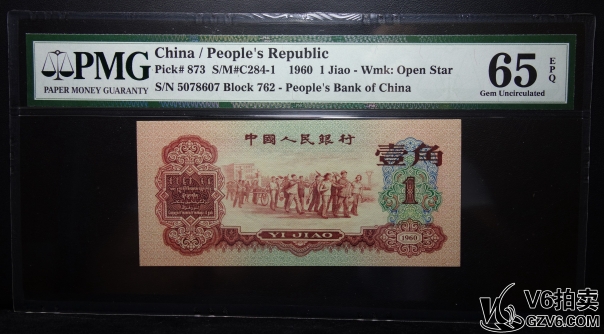 PMG
PAPER MONEY GUARANTY
China / People's Republic
Pick# 873 S/M#C284-1 1960 1 Jiao - Wmk: Open Star
S/N 5078607 Block 762 - People's Bank of China
65 EPQ
Gem Uncirculated
中國人民銀行
壹角
1
YI JIAO
1960
V6拍卖
GZV6.COM